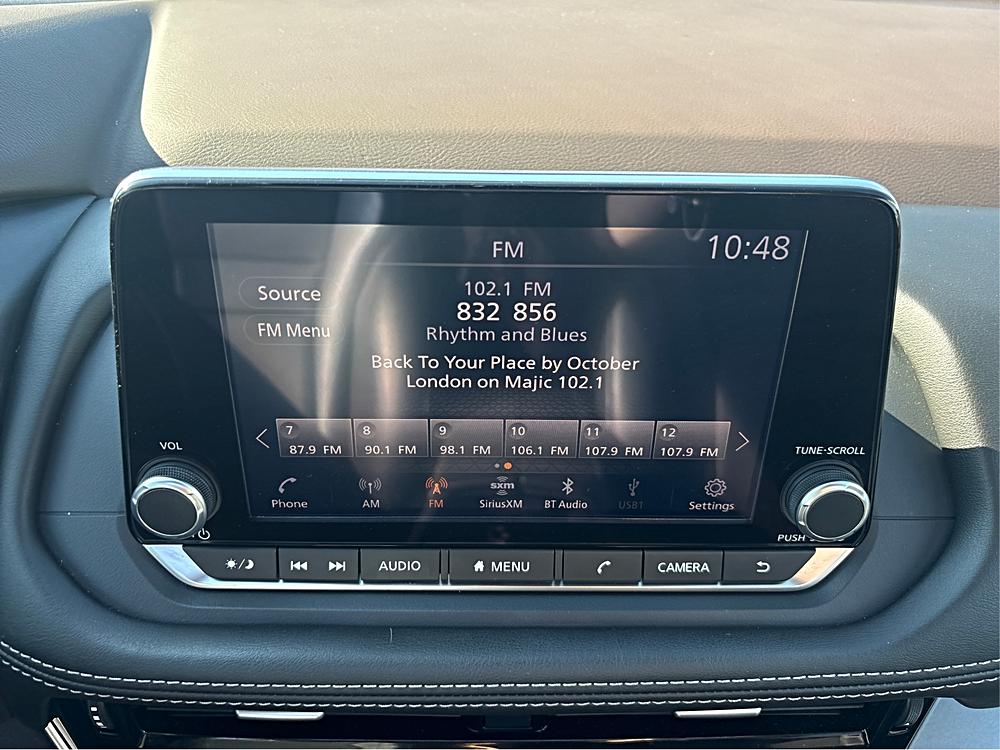 FM
10:48
Source
102.1 FM
832 856
FM Menu
Rhythm and Blues
Back To Your Place by October
London on Majic 102.1
7
8
9
10
11
12
87.9 FM
90.1 FM
98.1 FM
106.1 FM
107.9 FM
107.9 FM
VOL
TUNE·SCROLL
sxm
Phone
AM
FM
SiriusXM
BT Audio
USB1
Settings
PUSH
AUDIO
MENU
CAMERA